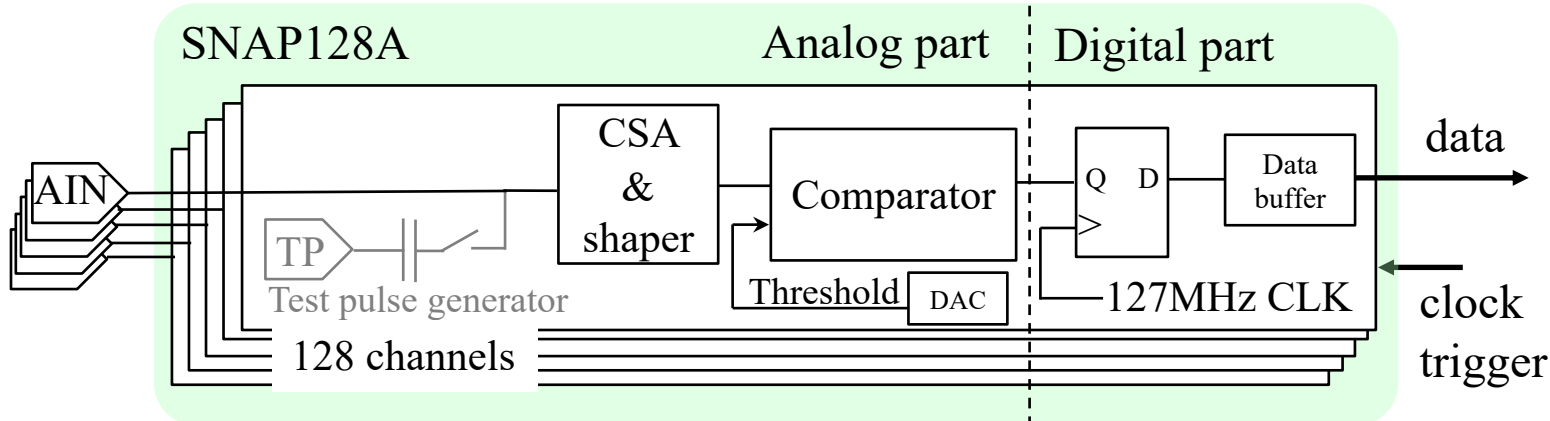 SNAP128A
Analog part
Digital part
AIN
TP
Test pulse generator
128 channels
CSA
&
shaper
Comparator
Threshold
DAC
Q D
>
127MHz CLK
Data
buffer
data
clock
trigger